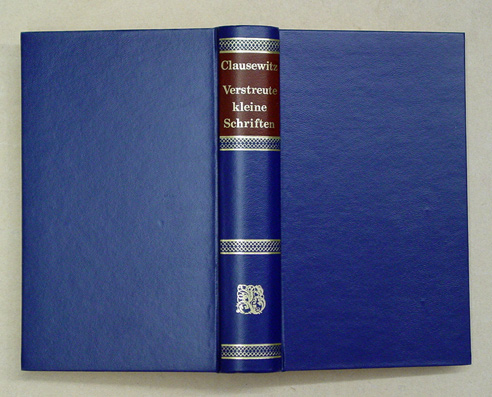 Clausewitz
Verstreute
kleine
Schriften